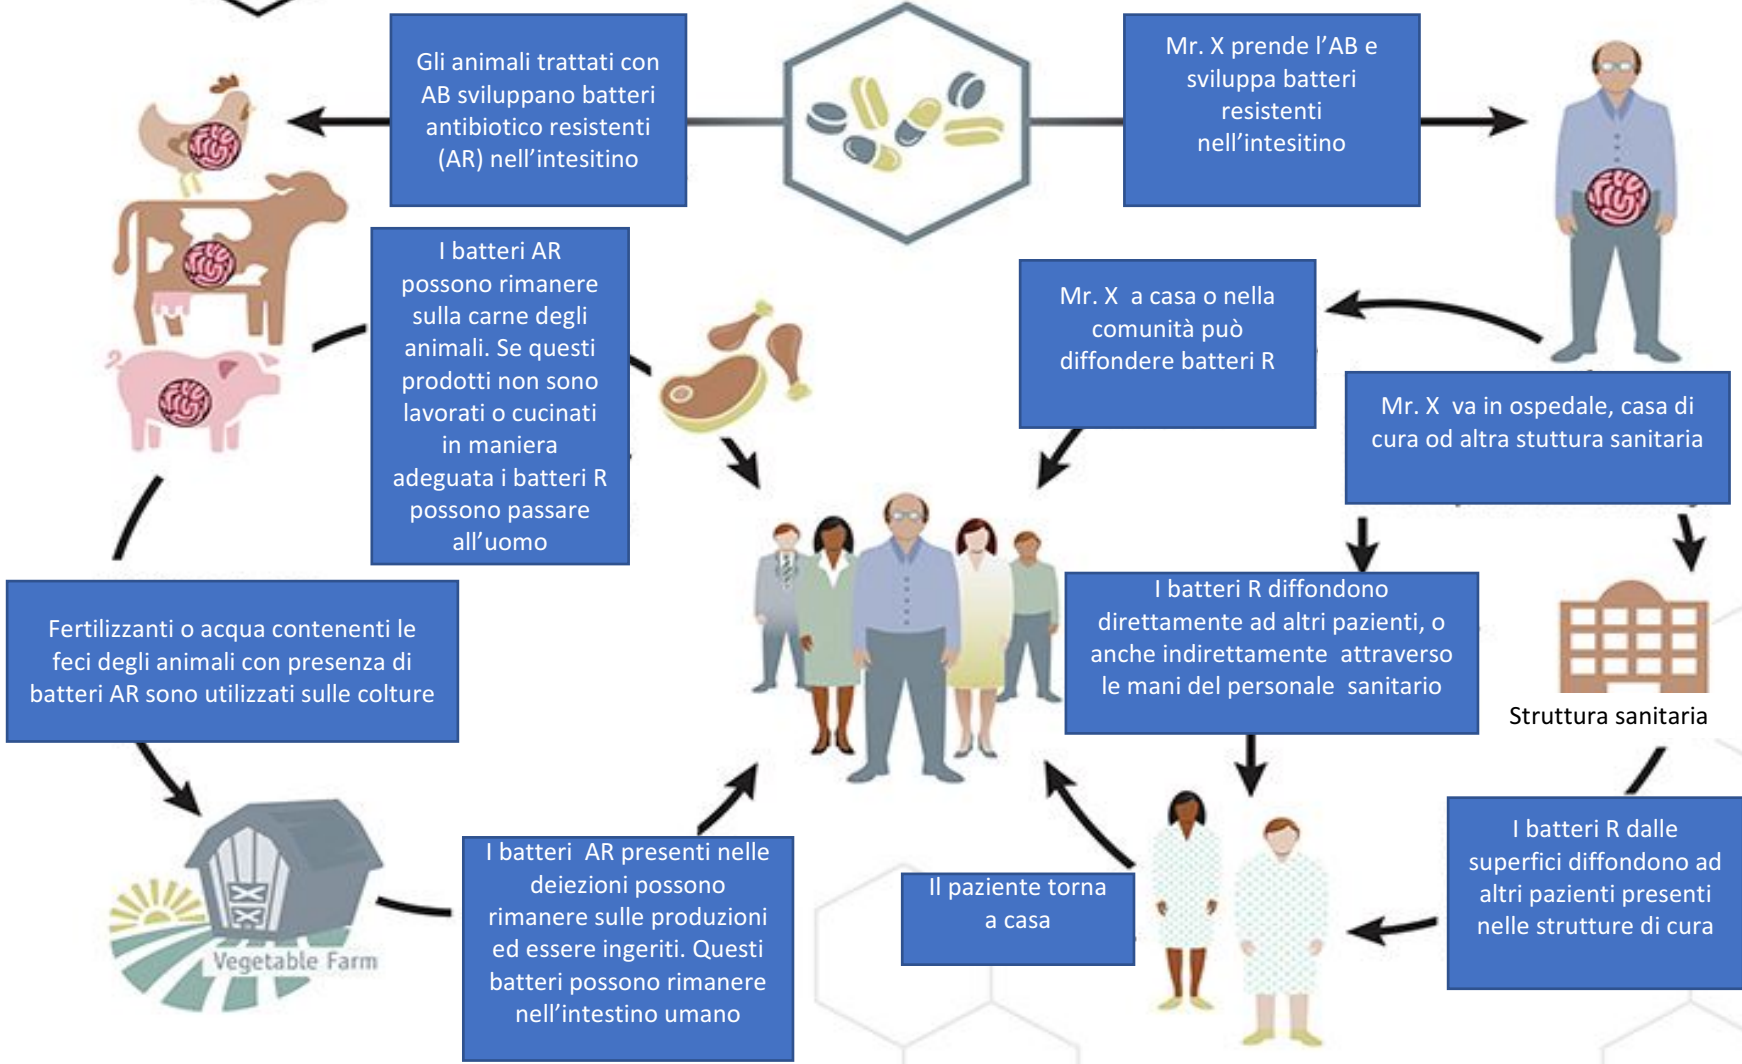 Gli animali trattati con
AB sviluppano batteri
antibiotico resistenti
(AR) nell'intesitino
Mr. X prende l'AB e
sviluppa batteri
resistenti
nell'intesitino
I batteri AR
possono rimanere
sulla carne degli
animali. Se questi
prodotti non sono
lavorati o cucinati
in maniera
adeguata i batteri R
possono passare
all'uomo
Mr. X a casa o nella
comunità può
diffondere batteri R
Mr. X va in ospedale, casa di
cura od altra stuttura sanitaria
Fertilizzanti o acqua contenenti le
feci degli animali con presenza di
batteri AR sono utilizzati sulle colture
I batteri R diffondono
direttamente ad altri pazienti, o
anche indirettamente attraverso
le mani del personale sanitario
Struttura sanitaria
Vegetable Farm
I batteri AR presenti nelle
deiezioni possono
rimanere sulle produzioni
ed essere ingeriti. Questi
batteri possono rimanere
nell'intestino umano
Il paziente torna
a casa
I batteri R dalle
superfici diffondono ad
altri pazienti presenti
nelle strutture di cura